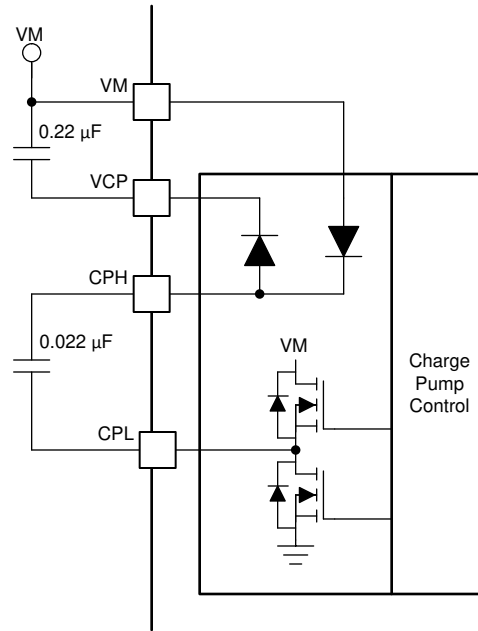 VM
VM
0.22 µF
VCP
CPH
0.022 µF
VM
Charge
Pump
Control
CPL